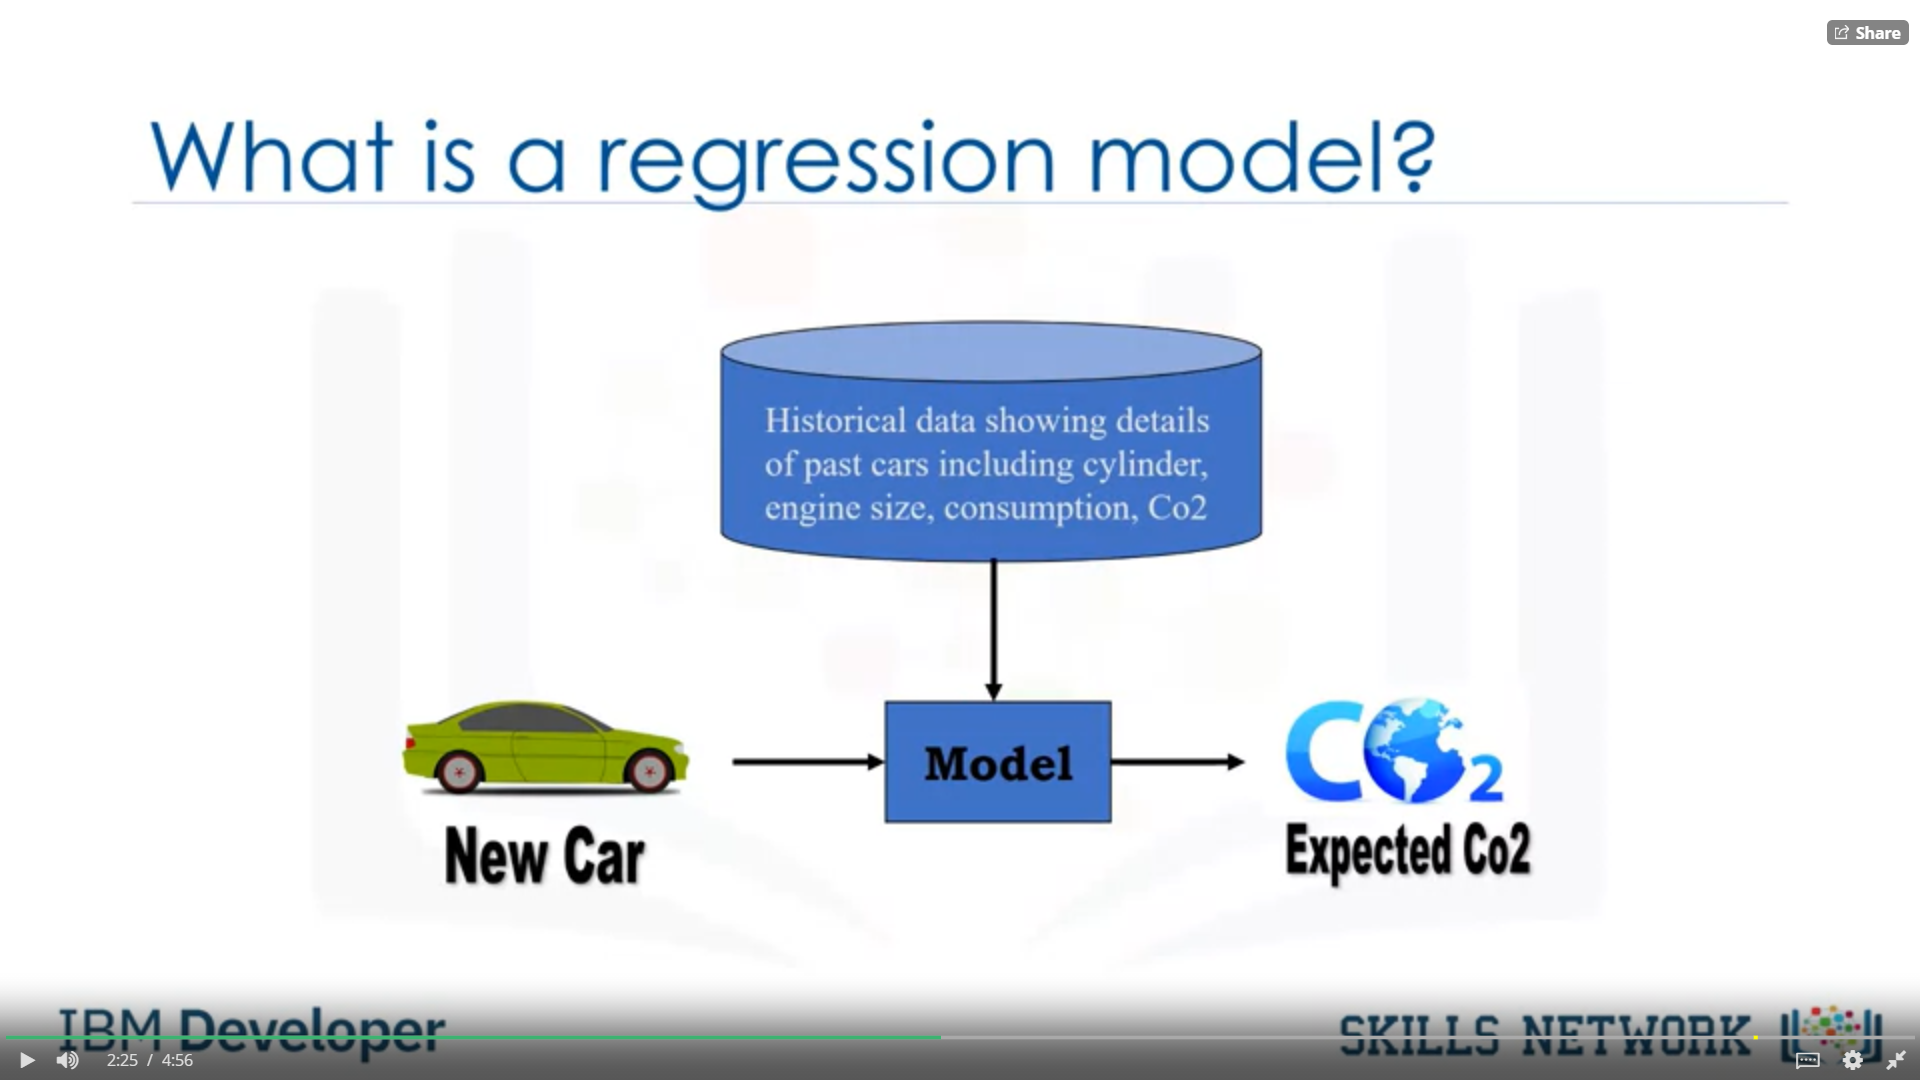 Share
What is a regression model?
Historical data showing details
of past cars including cylinder,
engine size, consumption, Co2
Model
New Car
CO2
Expected Co2
IBM Developer
SKILLS NETWORK
2:25 / 4:56